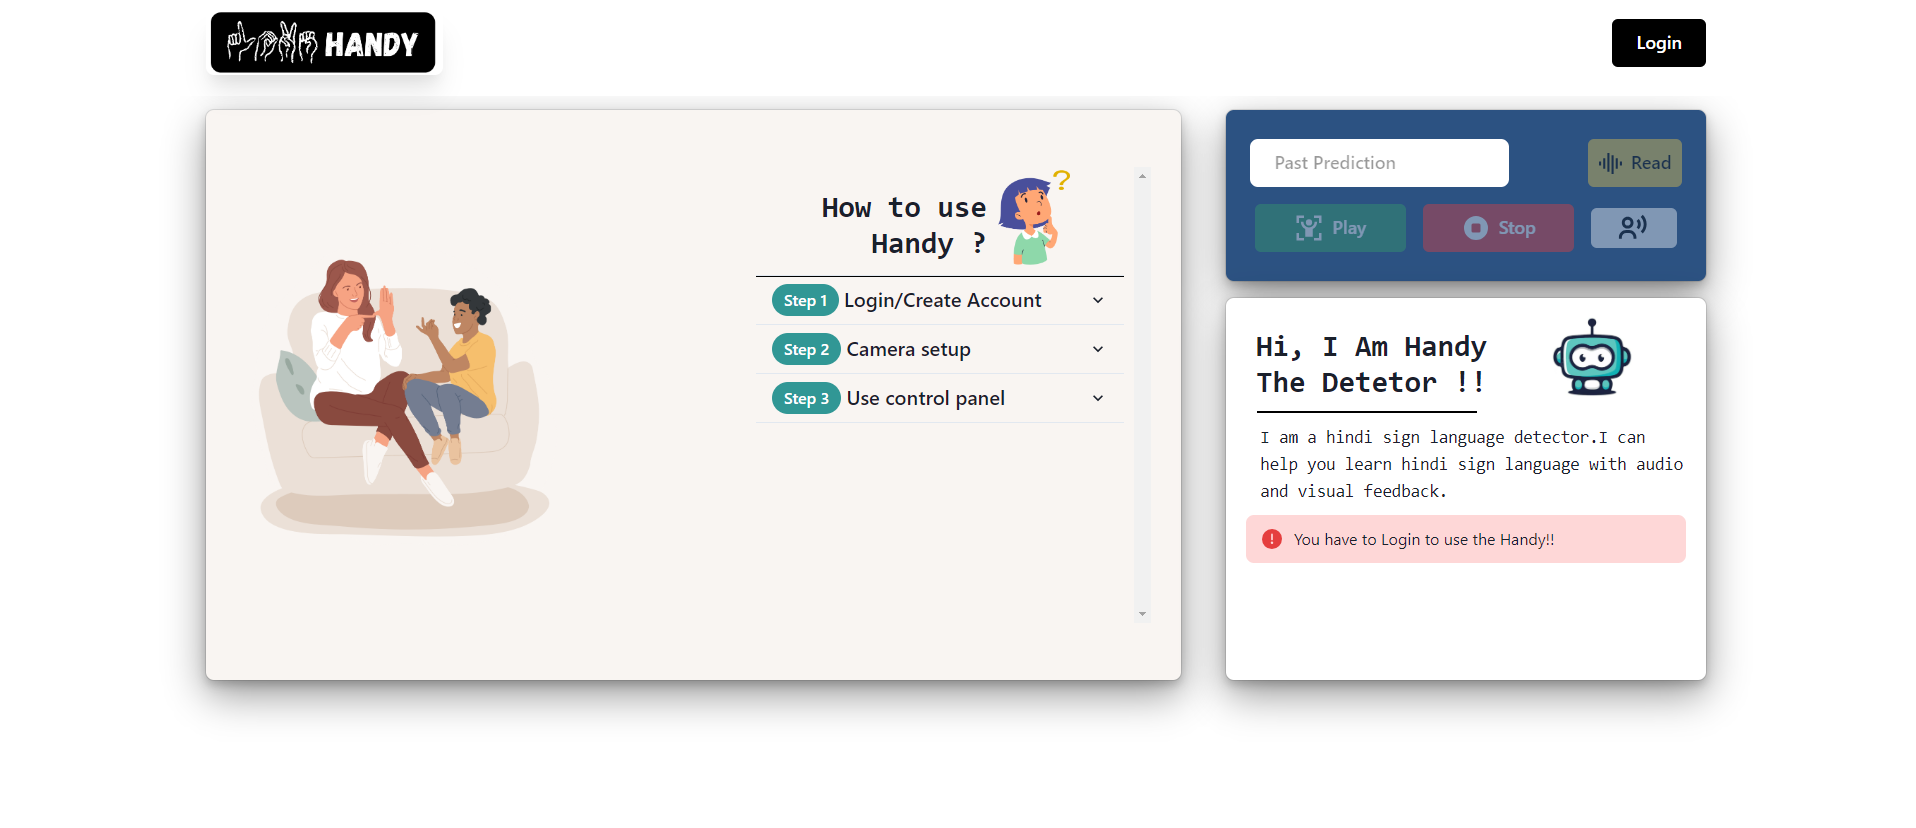 HANDY
Login
How to use
Handy ?
?
Step 1 Login/Create Account
Step 2 Camera setup
Step 3 Use control panel
Past Prediction
Read
Play
Stop
Hi, I Am Handy
The Detetor !!
I am a hindi sign language detector.I can
help you learn hindi sign language with audio
and visual feedback.
! You have to Login to use the Handy!!